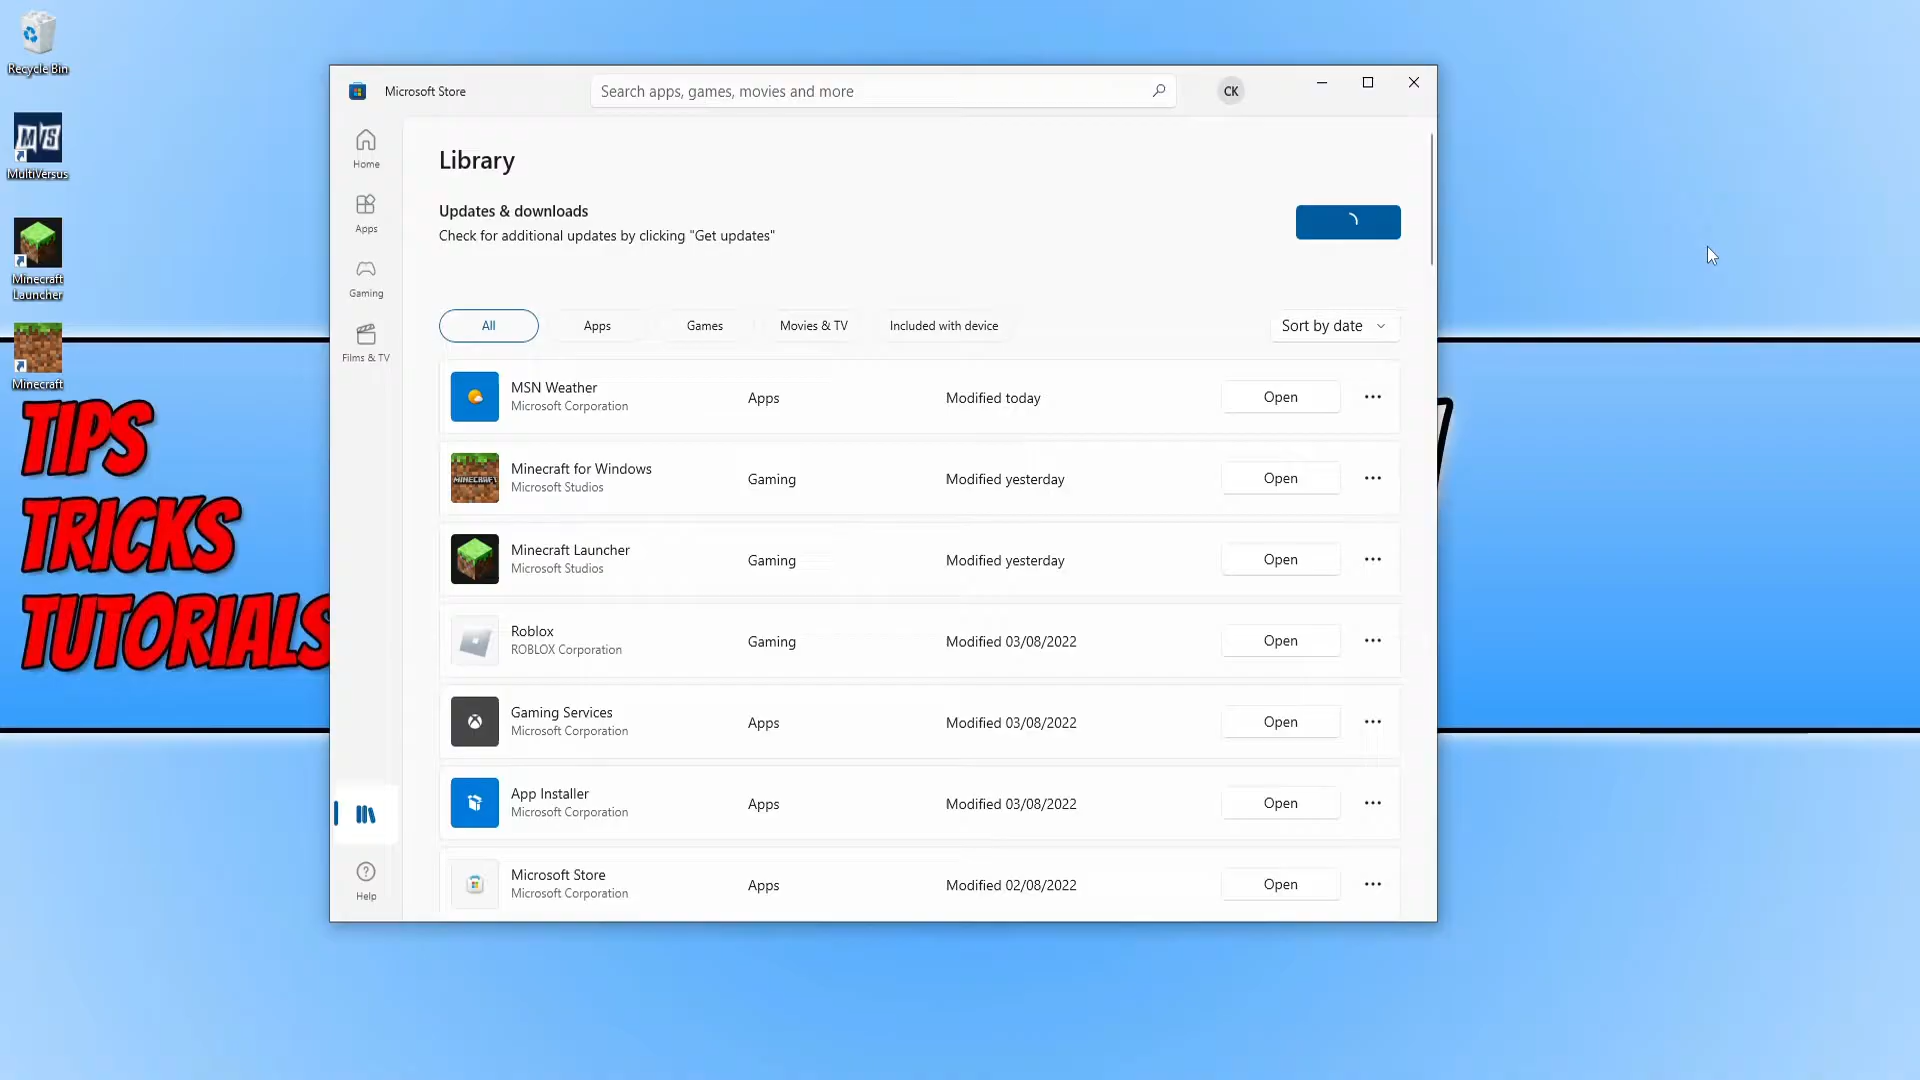 Recycle Bin
MultiVersus
Minecraft
Launcher
Minecraft
TIPS
TRICKS
TUTORIALS
Microsoft Store
Search apps, games, movies and more
CK
Home
Apps
Gaming
Films & TV
Help
Library
Updates & downloads
Check for additional updates by clicking "Get updates"
All
Apps
Games
Movies & TV
Included with device
Sort by date
MSN Weather
Microsoft Corporation
Apps
Modified today
Open
MINECRAFT
Minecraft for Windows
Microsoft Studios
Gaming
Modified yesterday
Open
Minecraft Launcher
Microsoft Studios
Gaming
Modified yesterday
Open
Roblox
ROBLOX Corporation
Gaming
Modified 03/08/2022
Open
Gaming Services
Microsoft Corporation
Apps
Modified 03/08/2022
Open
App Installer
Microsoft Corporation
Apps
Modified 03/08/2022
Open
Microsoft Store
Microsoft Corporation
Apps
Modified 02/08/2022
Open